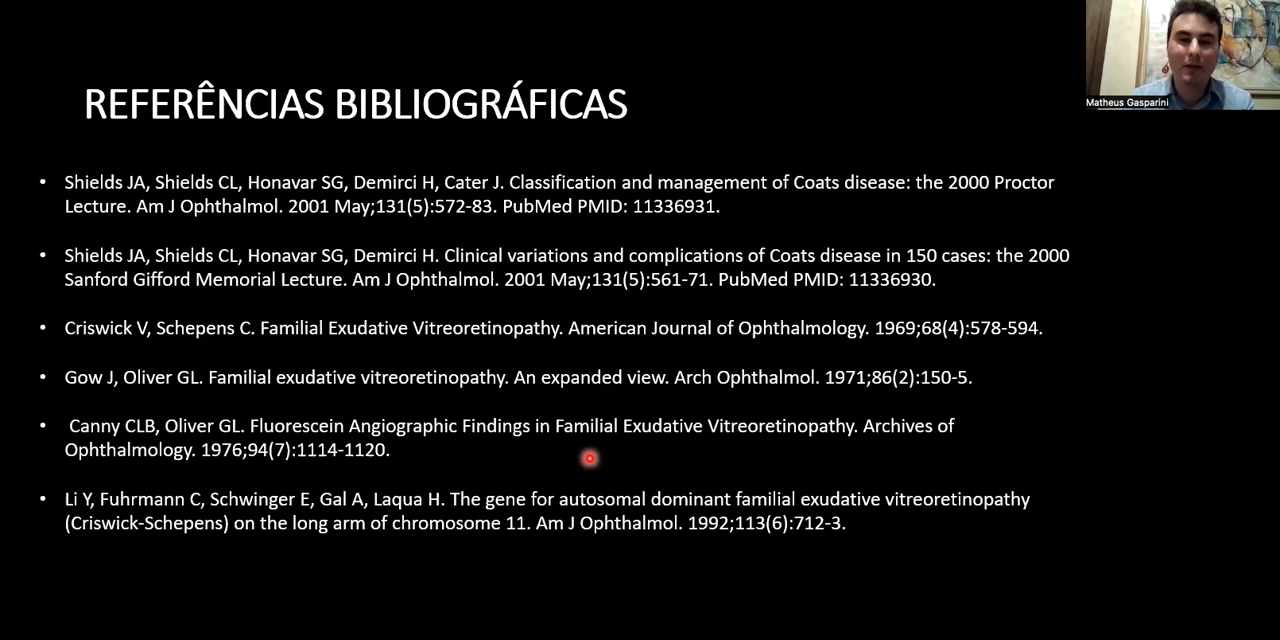 REFERÊNCIAS BIBLIOGRÁFICAS
Matheus Gasparini
• Shields JA, Shields CL, Honavar SG, Demirci H, Cater J. Classification and management of Coats disease: the 2000 Proctor
Lecture. Am J Ophthalmol. 2001 May;131(5):572-83. PubMed PMID: 11336931.
• Shields JA, Shields CL, Honavar SG, Demirci H. Clinical variations and complications of Coats disease in 150 cases: the 2000
Sanford Gifford Memorial Lecture. Am J Ophthalmol. 2001 May;131(5):561-71. PubMed PMID: 11336930.
• Criswick V, Schepens C. Familial Exudative Vitreoretinopathy. American Journal of Ophthalmology. 1969;68(4):578-594.
• Gow J, Oliver GL. Familial exudative vitreoretinopathy. An expanded view. Arch Ophthalmol. 1971;86(2):150-5.
• Canny CLB, Oliver GL. Fluorescein Angiographic Findings in Familial Exudative Vitreoretinopathy. Archives of
Ophthalmology. 1976;94(7):1114-1120.
• Li Y, Fuhrmann C, Schwinger E, Gal A, Laqua H. The gene for autosomal dominant familial exudative vitreoretinopathy
(Criswick-Schepens) on the long arm of chromosome 11. Am J Ophthalmol. 1992;113(6):712-3.